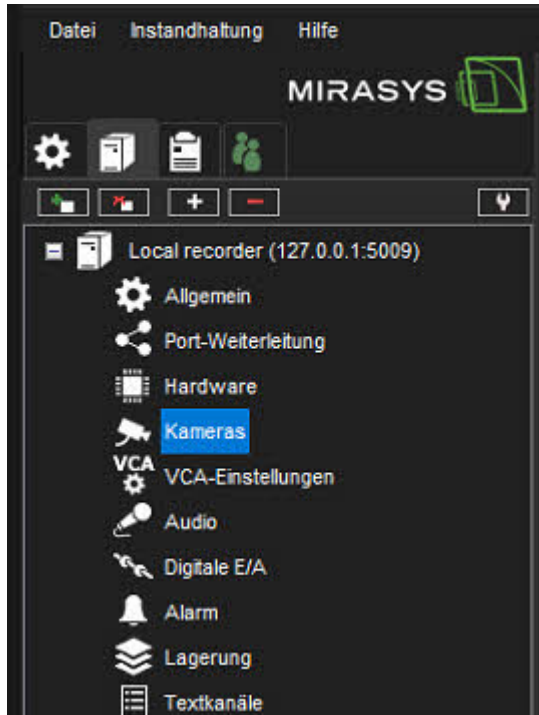 Datei Instandhaltung Hilfe
MIRASYS
Local recorder (127.0.0.1:5009)
Allgemein
Port-Weiterleitung
Hardware
Kameras
VCA VCA-Einstellungen
Audio
Digitale E/A
Alarm
Lagerung
Textkanäle